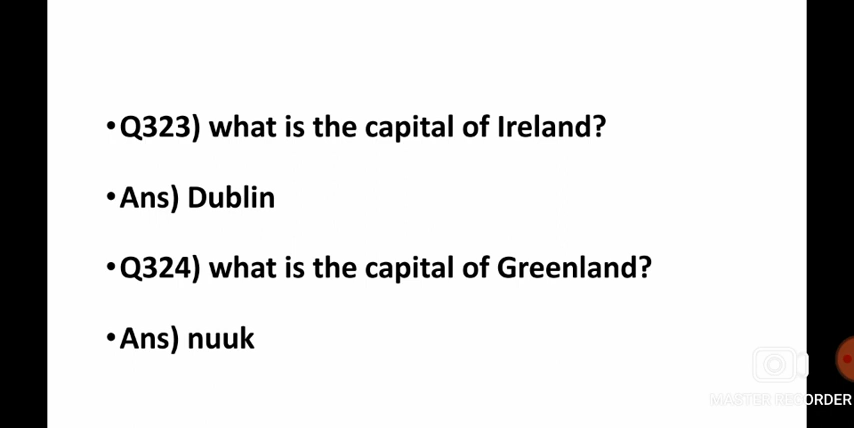 •Q323) what is the capital of Ireland?
•Ans) Dublin
•Q324) what is the capital of Greenland?
•Ans) nuuk
MASTER RECORDER